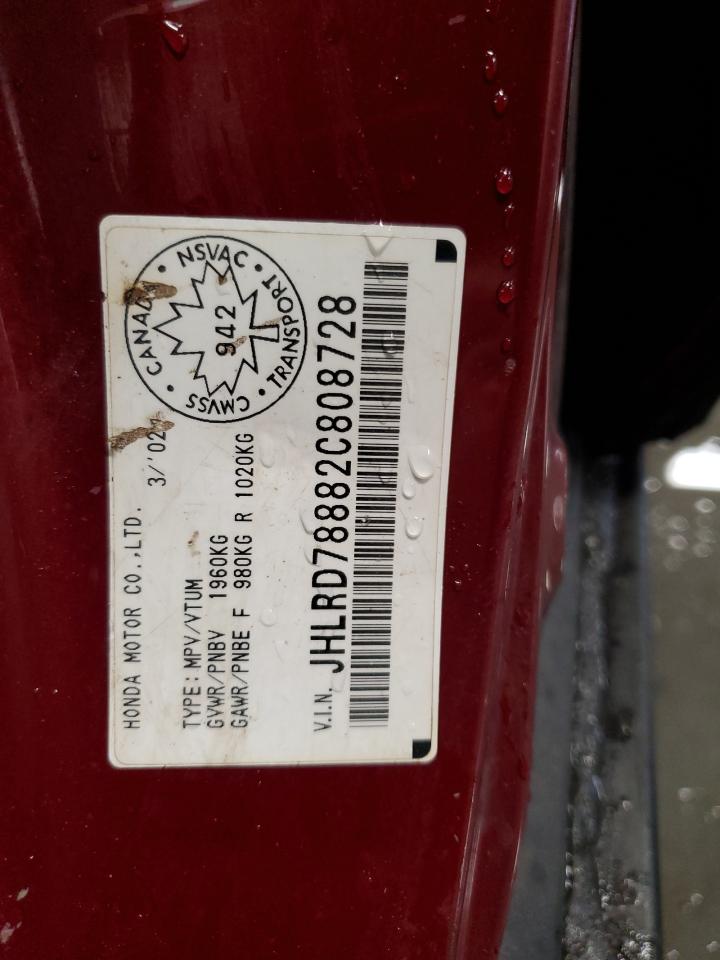 HONDA MOTOR CO.,LTD.
3/'02
TYPE: MPV/VTUM
GVWR/PNBV 1960KG
GAWR/PNBE F 980KG R 1020KG
V.I.N. JHLRD78882C808728
CANADA • NSVAC • TRANSPORT • CMVSS •
942